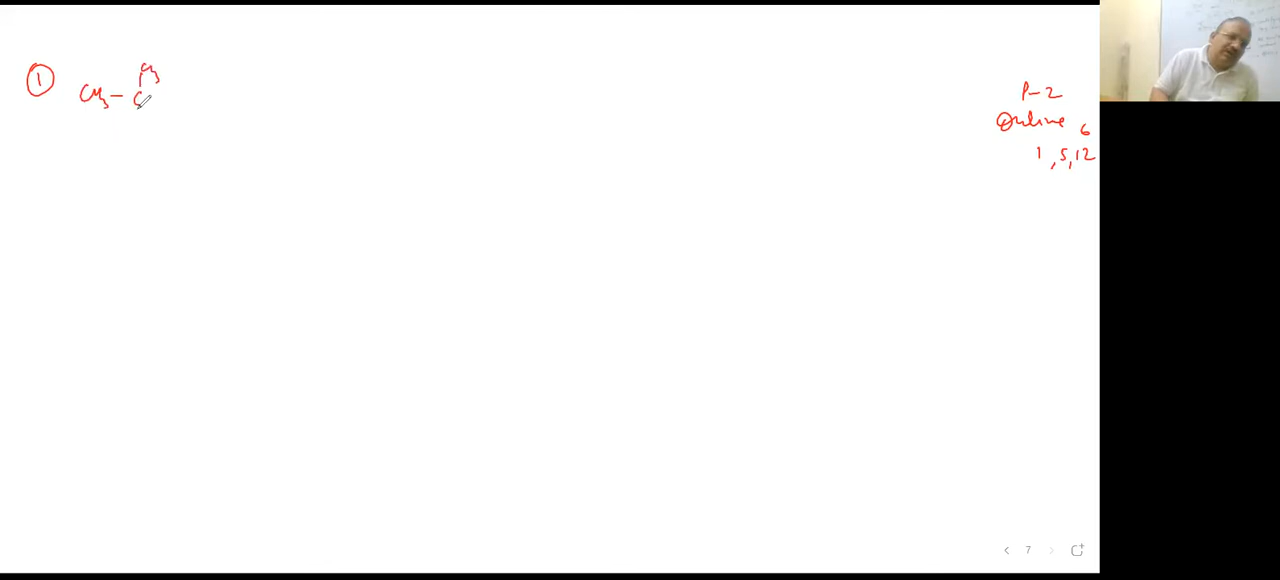 ①
CH3
CH3 – C
P-2
Online 6
1, 5, 12
7